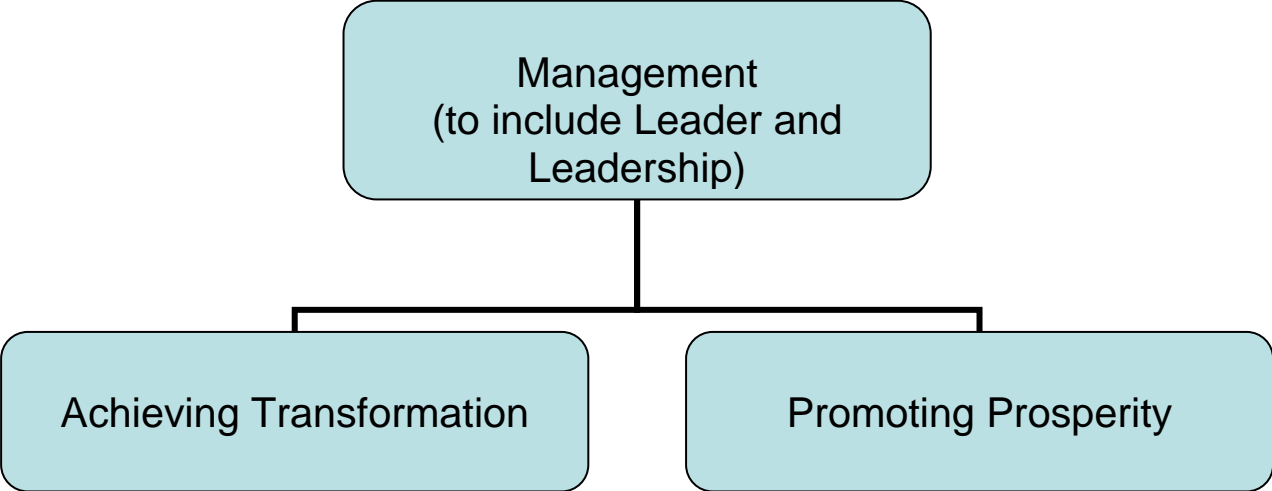 Management
(to include Leader and
Leadership)
Achieving Transformation
Promoting Prosperity